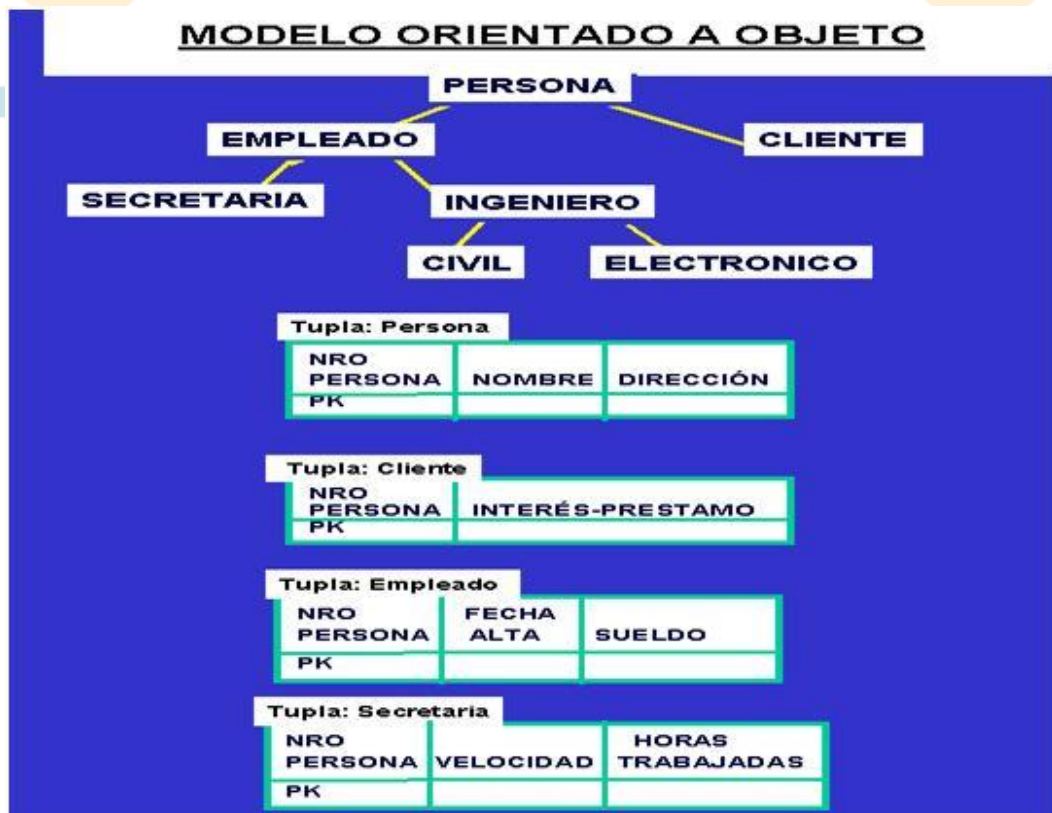 MODELO ORIENTADO A OBJETO
PERSONA
EMPLEADO
CLIENTE
SECRETARIA
INGENIERO
CIVIL
ELECTRONICO
Tupla: Persona
NRO
PERSONA NOMBRE DIRECCIÓN
PK
Tupla: Cliente
NRO
PERSONA INTERÉS-PRESTAMO
PK
Tupla: Empleado
NRO FECHA
PERSONA ALTA SUELDO
PK
Tupla: Secretaria
NRO HORAS
PERSONA VELOCIDAD TRABAJADAS
PK